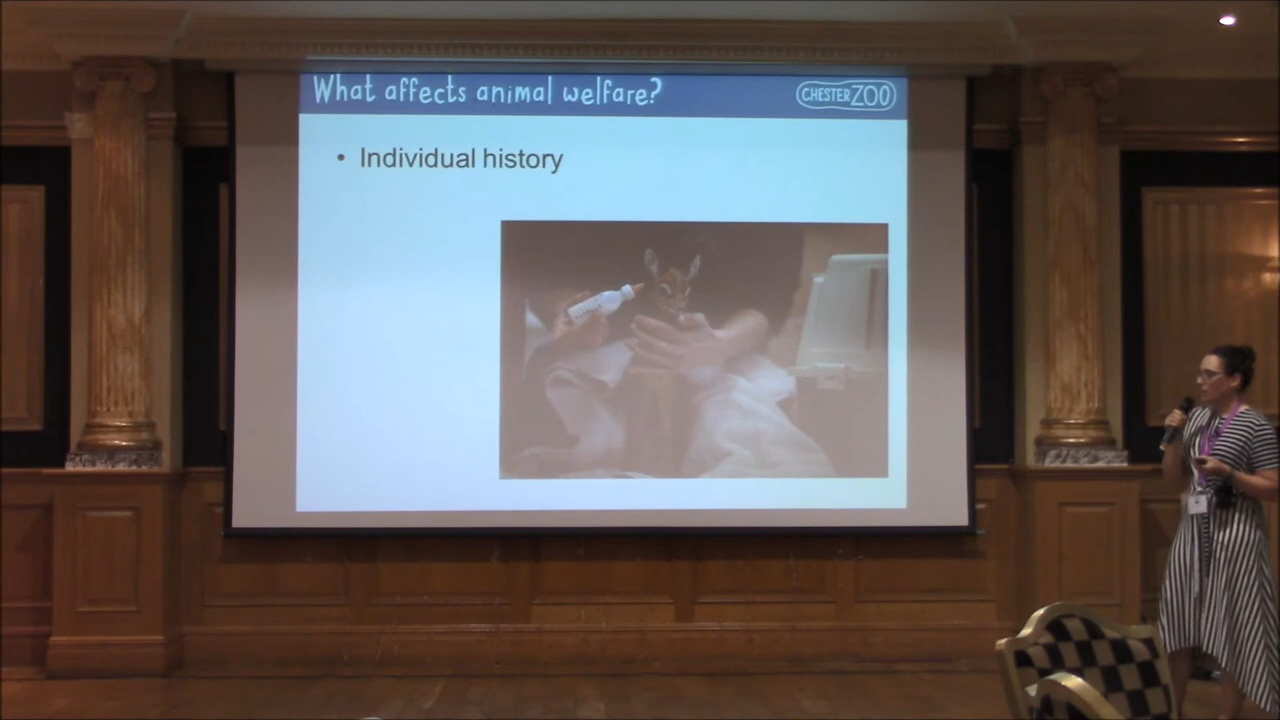 What affects animal welfare?
CHESTER ZOO
• Individual history